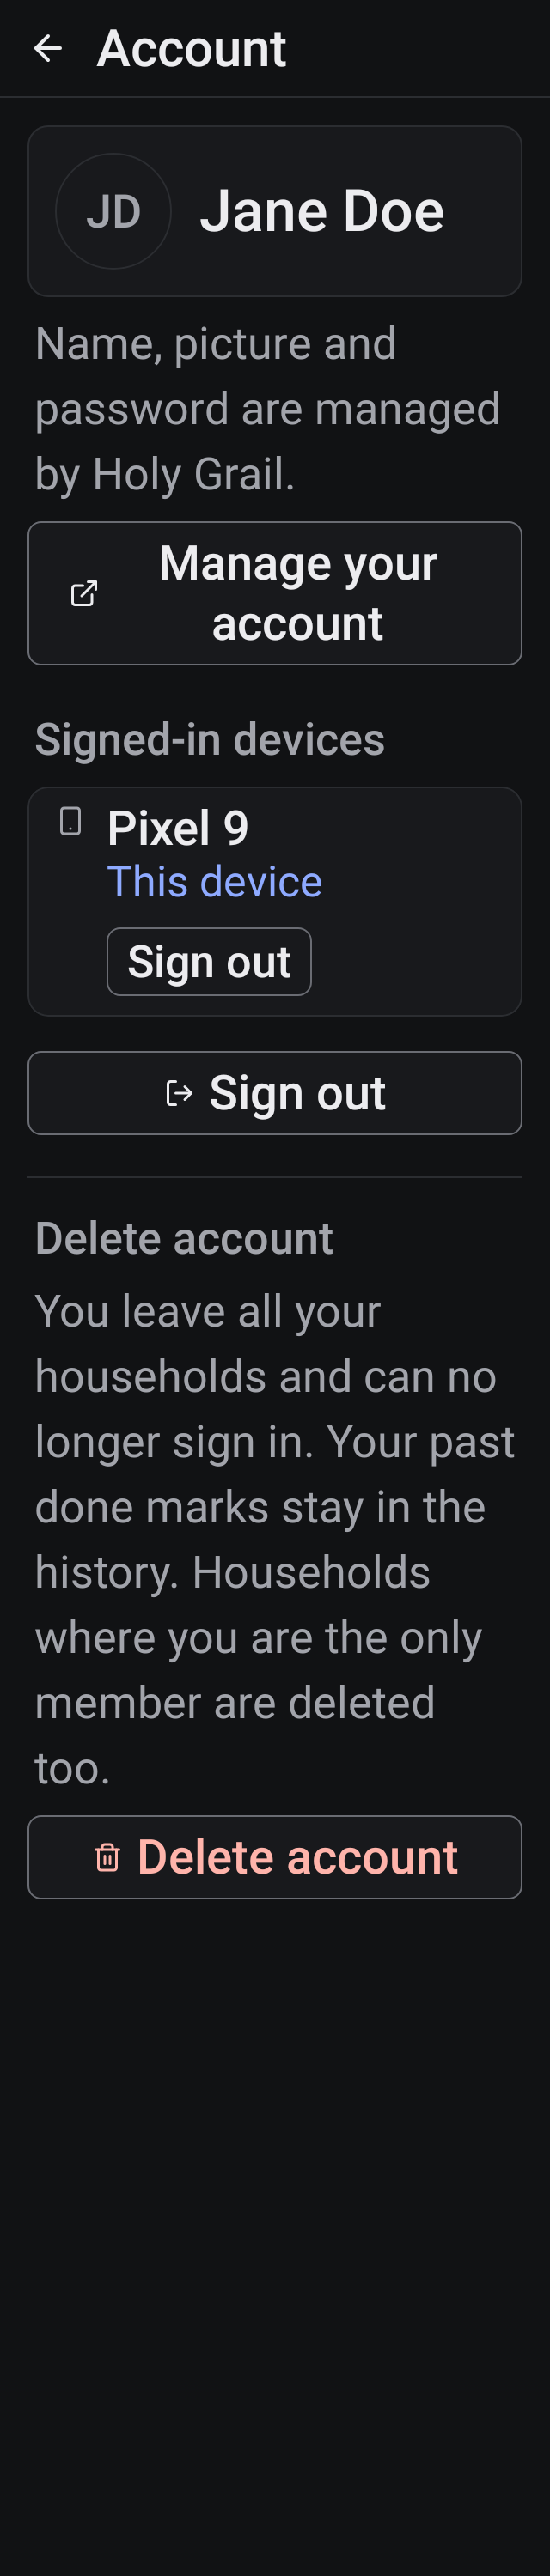 Account
JD
Jane Doe
Name, picture and
password are managed
by Holy Grail.
Manage your
account
Signed-in devices
Pixel 9
This device
Sign out
Sign out
Delete account
You leave all your
households and can no
longer sign in. Your past
done marks stay in the
history. Households
where you are the only
member are deleted
too.
Delete account